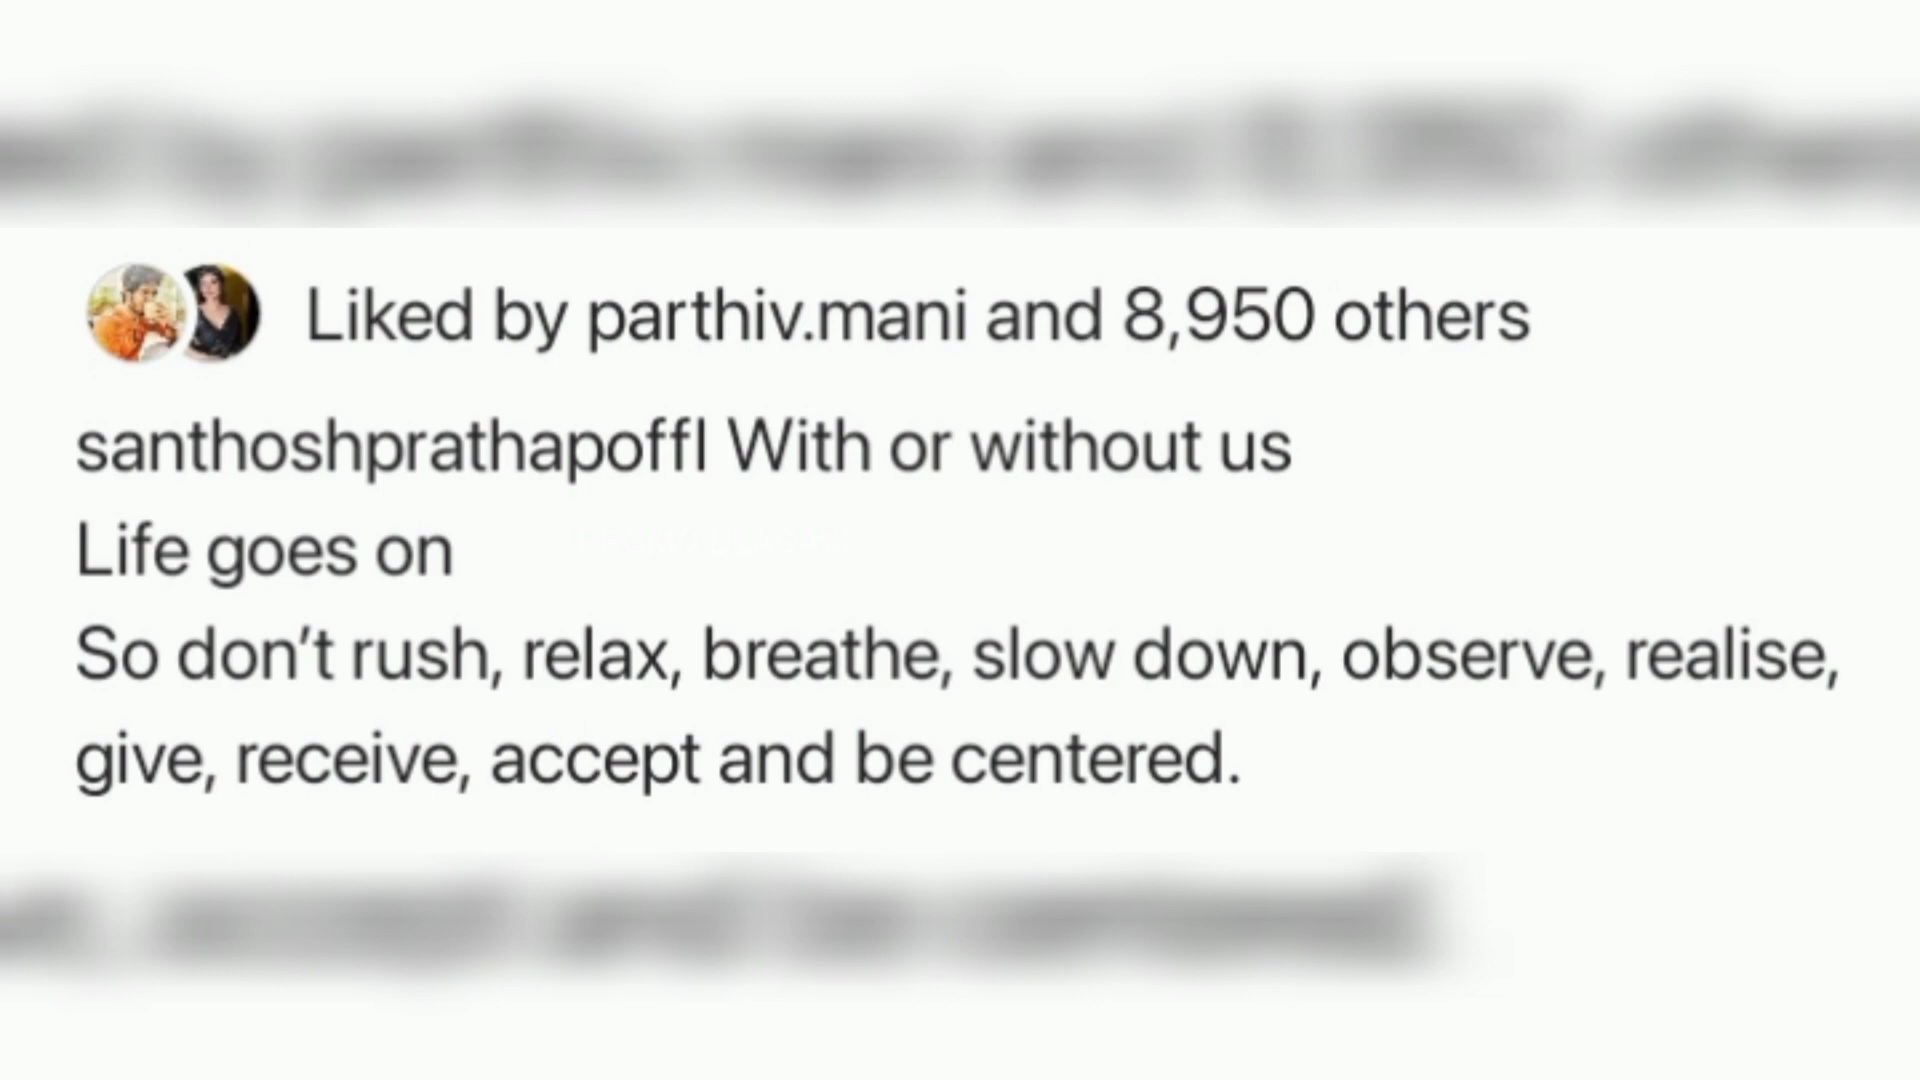 Liked by parthiv.mani and 8,950 others
santhoshprathapoffl With or without us
Life goes on
So don’t rush, relax, breathe, slow down, observe, realise,
give, receive, accept and be centered.